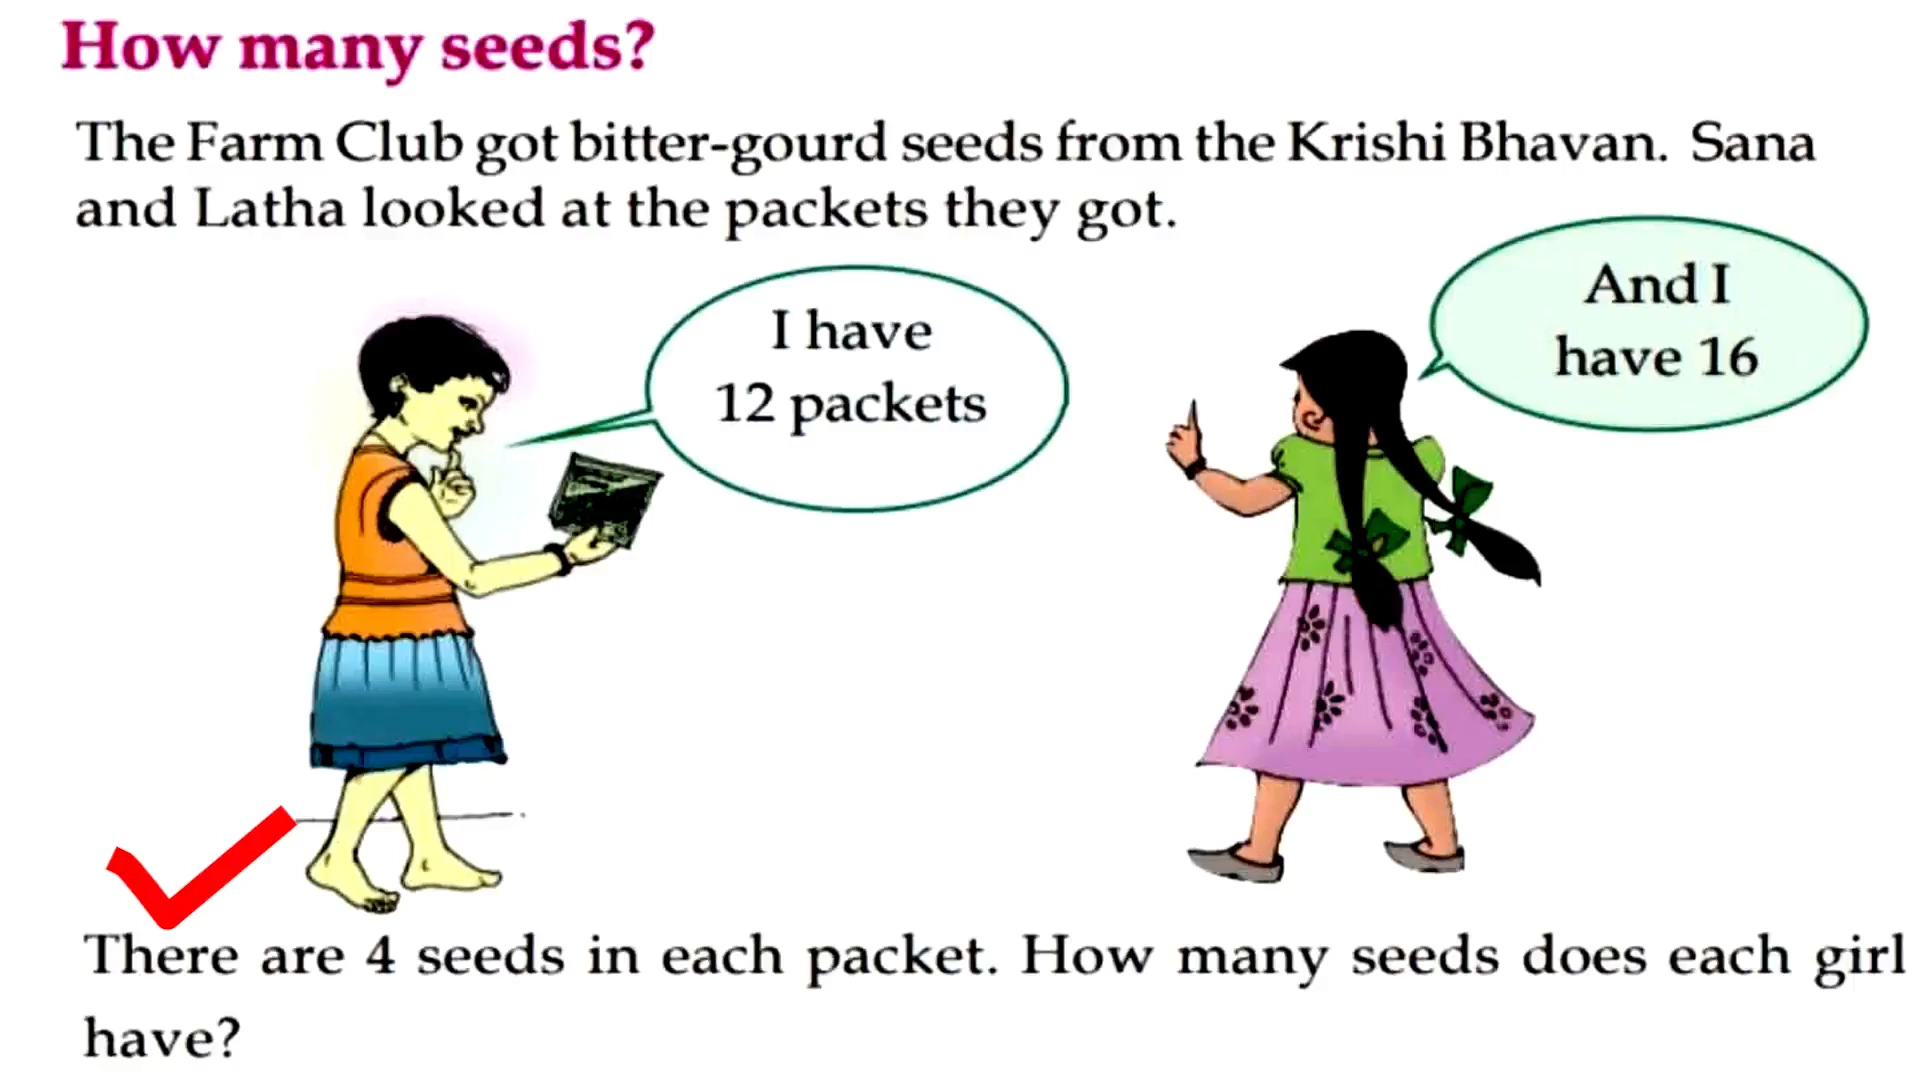 How many seeds?
The Farm Club got bitter-gourd seeds from the Krishi Bhavan. Sana
and Latha looked at the packets they got.
I have
12 packets
And I
have 16
There are 4 seeds in each packet. How many seeds does each girl
have?